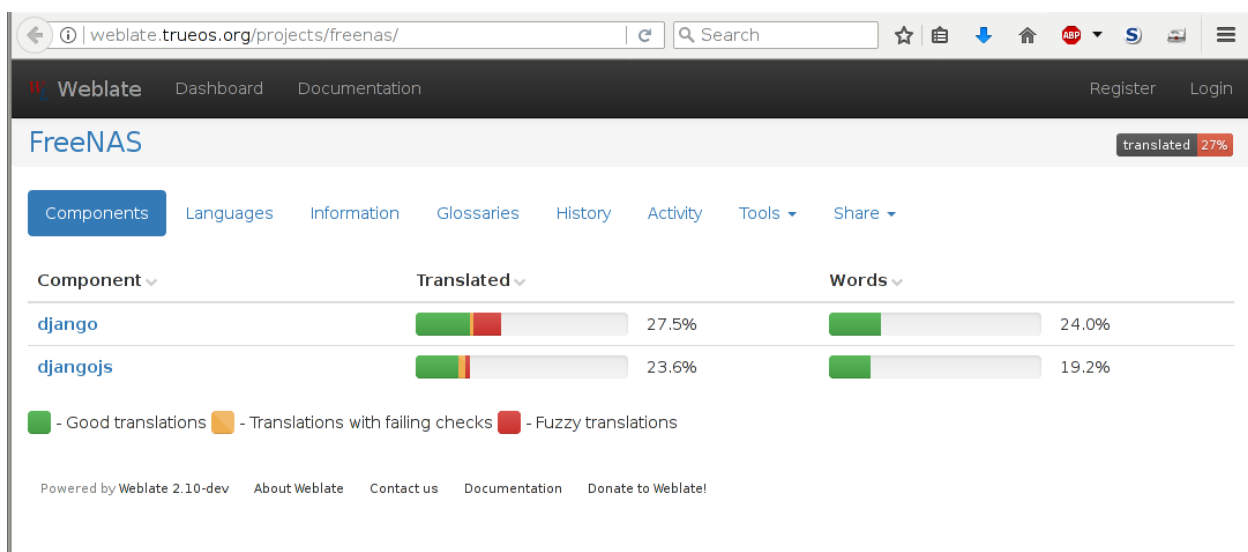 weblate.trueos.org/projects/freenas/ Search ABP S
Weblate Dashboard Documentation Register Login
FreeNAS translated 27%
Components Languages Information Glossaries History Activity Tools Share
Component Translated Words
django 27.5% 24.0%
djangojs 23.6% 19.2%
- Good translations - Translations with failing checks - Fuzzy translations
Powered by Weblate 2.10-dev About Weblate Contact us Documentation Donate to Weblate!